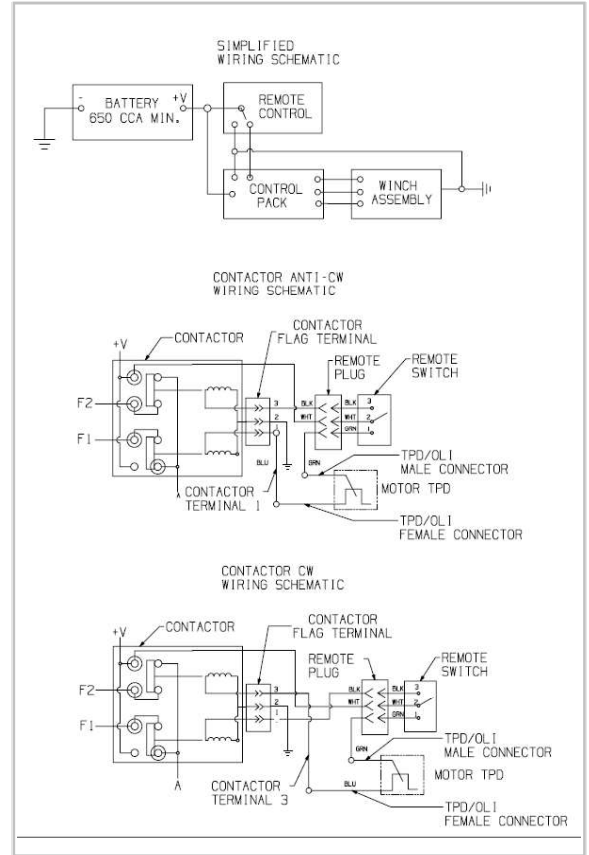 SIMPLIFIED
WIRING SCHEMATIC
- BATTERY +V
650 CCA MIN.
REMOTE
CONTROL
CONTROL
PACK
WINCH
ASSEMBLY
CONTACTOR ANTI-CW
WIRING SCHEMATIC
+V
CONTACTOR
CONTACTOR
FLAG TERMINAL
REMOTE
PLUG
REMOTE
SWITCH
F2
F1
3
2
1
BLK
WHT
BLK
WHT
GRN
3
2
1
BLU
GRN
A
CONTACTOR
TERMINAL 1
TPD/OLI
MALE CONNECTOR
MOTOR TPD
TPD/OLI
FEMALE CONNECTOR
CONTACTOR CW
WIRING SCHEMATIC
+V
CONTACTOR
CONTACTOR
FLAG TERMINAL
REMOTE
PLUG
REMOTE
SWITCH
F2
F1
3
2
1
BLK
WHT
BLK
WHT
GRN
3
2
1
GRN
A
CONTACTOR
TERMINAL 3
BLU
TPD/OLI
MALE CONNECTOR
MOTOR TPD
TPD/OLI
FEMALE CONNECTOR